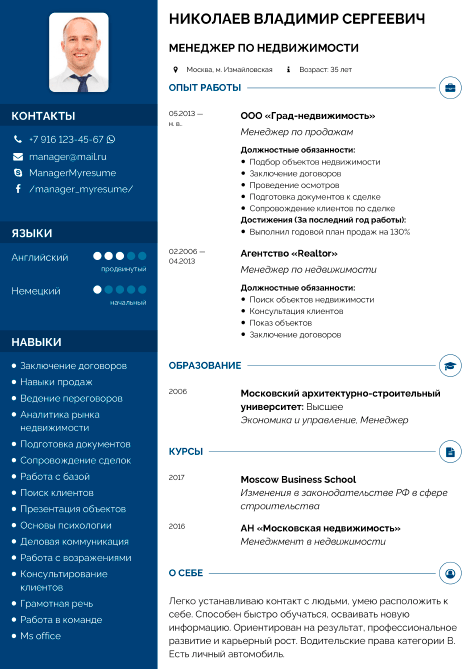 НИКОЛАЕВ ВЛАДИМИР СЕРГЕЕВИЧ
МЕНЕДЖЕР ПО НЕДВИЖИМОСТИ
Москва, м. Измайловская
Возраст: 35 лет
КОНТАКТЫ
+7 916 123-45-67
manager@mail.ru
ManagerMyresume
/manager_myresume/
ЯЗЫКИ
Английский
продвинутый
Немецкий
начальный
НАВЫКИ
Заключение договоров
Навыки продаж
Ведение переговоров
Аналитика рынка
недвижимости
Подготовка документов
Сопровождение сделок
Работа с базой
Поиск клиентов
Презентация объектов
Основы психологии
Деловая коммуникация
Работа с возражениями
Консультирование
клиентов
Грамотная речь
Работа в команде
Ms office
ОПЫТ РАБОТЫ
05.2013 —
н. в.
ООО «Град-недвижимость»
Менеджер по продажам
Должностные обязанности:
Подбор объектов недвижимости
Заключение договоров
Проведение осмотров
Подготовка документов к сделке
Сопровождение клиентов по сделке
Достижения (За последний год работы):
Выполнил годовой план продаж на 130%
02.2006 —
04.2013
Агентство «Realtor»
Менеджер по недвижимости
Должностные обязанности:
Поиск объектов недвижимости
Консультация клиентов
Показ объектов
Заключение договоров
ОБРАЗОВАНИЕ
2006
Московский архитектурно-строительный
университет: Высшее
Экономика и управление, Менеджер
КУРСЫ
2017
Moscow Business School
Изменения в законодательстве РФ в сфере
строительства
2016
АН «Московская недвижимость»
Менеджмент в недвижимости
О СЕБЕ
Легко устанавливаю контакт с людьми, умею расположить к
себе. Способен быстро обучаться, осваивать новую
информацию. Ориентирован на результат, профессиональное
развитие и карьерный рост. Водительские права категории В.
Есть личный автомобиль.